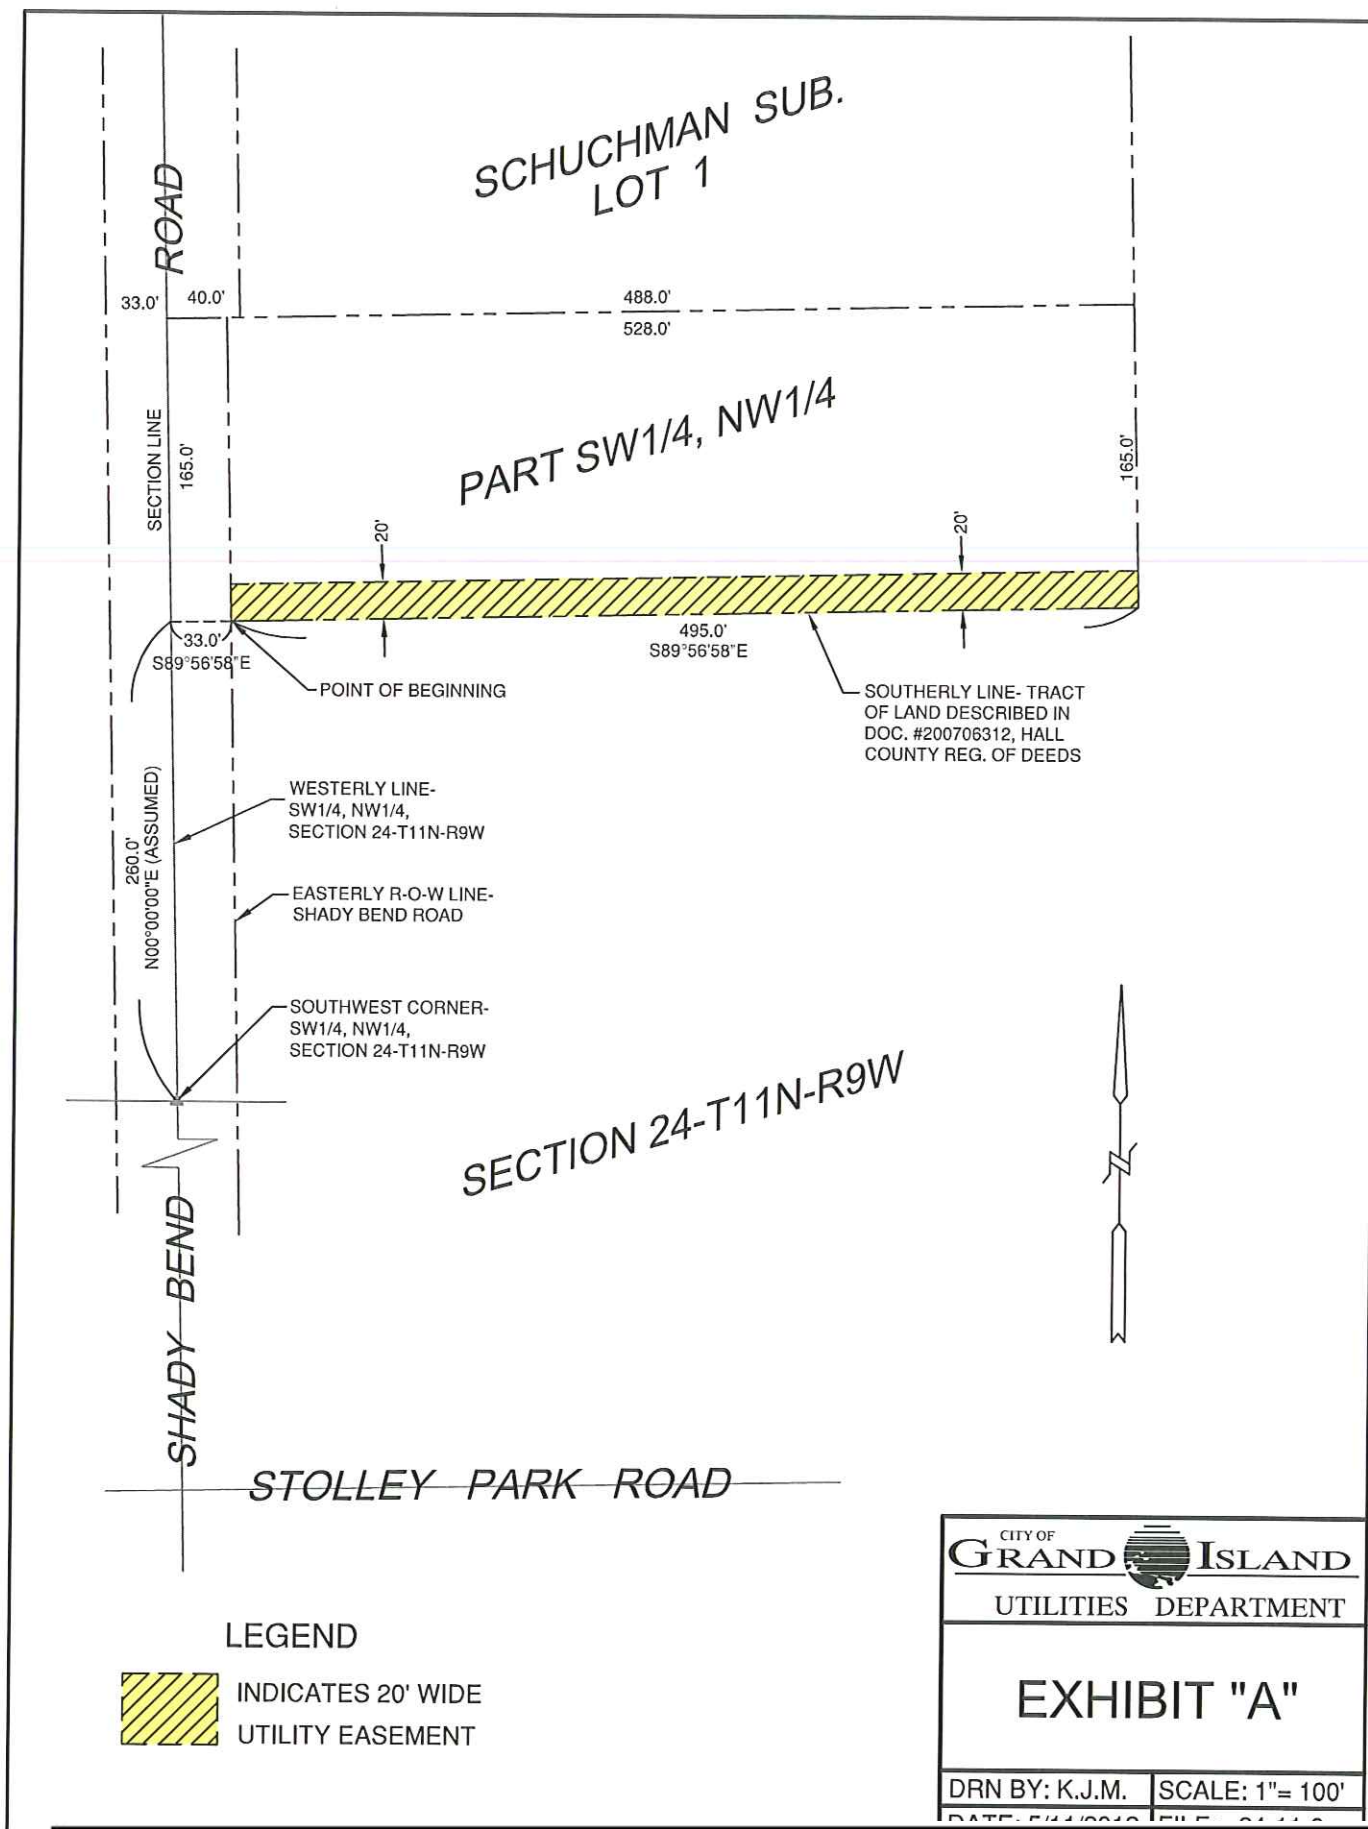 SCHUCHMAN SUB.
LOT 1
ROAD
33.0'
40.0'
488.0'
528.0'
PART SW1/4, NW1/4
SECTION LINE
165.0'
165.0'
20'
20'
33.0'
S89°56'58"E
495.0'
S89°56'58"E
POINT OF BEGINNING
SOUTHERLY LINE- TRACT
OF LAND DESCRIBED IN
DOC. #200706312, HALL
COUNTY REG. OF DEEDS
WESTERLY LINE-
SW1/4, NW1/4,
SECTION 24-T11N-R9W
260.0'
N00°00'00"E (ASSUMED)
EASTERLY R-O-W LINE-
SHADY BEND ROAD
SOUTHWEST CORNER-
SW1/4, NW1/4,
SECTION 24-T11N-R9W
SECTION 24-T11N-R9W
SHADY BEND
STOLLEY PARK ROAD
LEGEND
INDICATES 20' WIDE
UTILITY EASEMENT
CITY OF
GRAND ISLAND
UTILITIES DEPARTMENT
EXHIBIT "A"
DRN BY: K.J.M.
SCALE: 1"= 100'